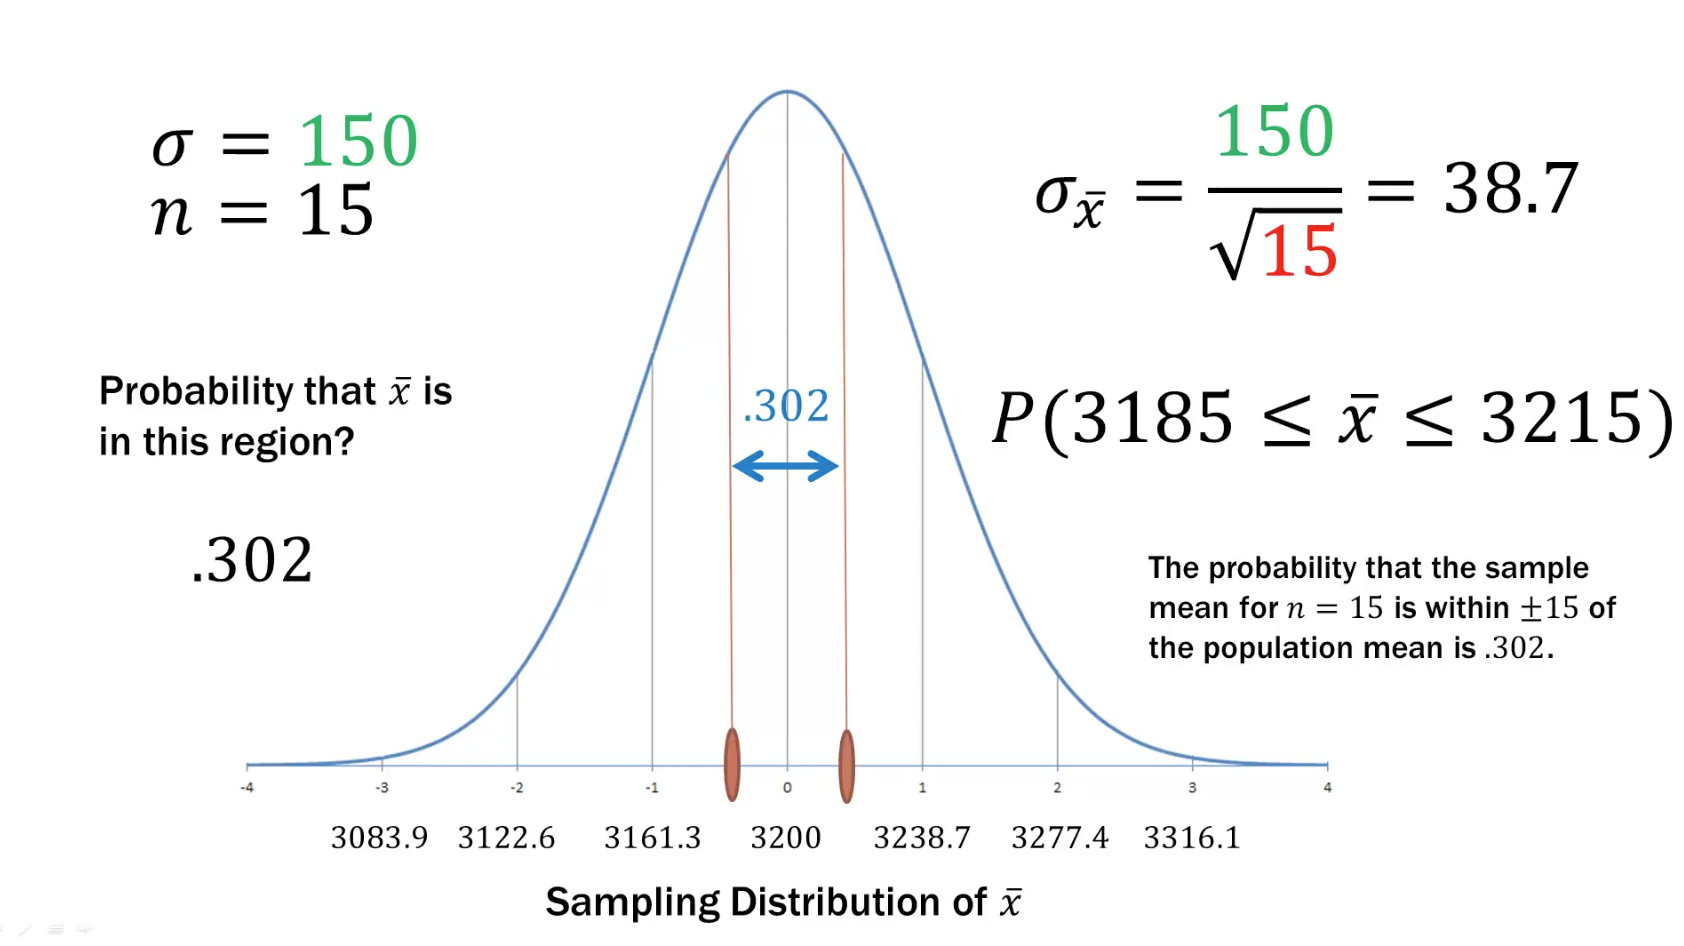 σ = 150
n = 15
σx̄ = 150 / √15 = 38.7
Probability that x̄ is
in this region?
.302
.302
P(3185 ≤ x̄ ≤ 3215)
The probability that the sample
mean for n = 15 is within ±15 of
the population mean is .302.
-4 -3 -2 -1 0 1 2 3 4
3083.9 3122.6 3161.3 3200 3238.7 3277.4 3316.1
Sampling Distribution of x̄